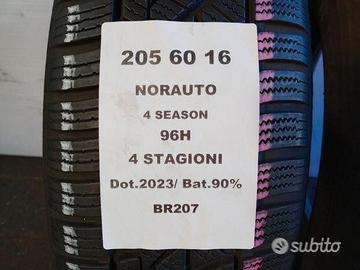 205 60 16
NORAUTO
4 SEASON
96H
4 STAGIONI
Dot.2023/ Bat.90%
BR207
subito